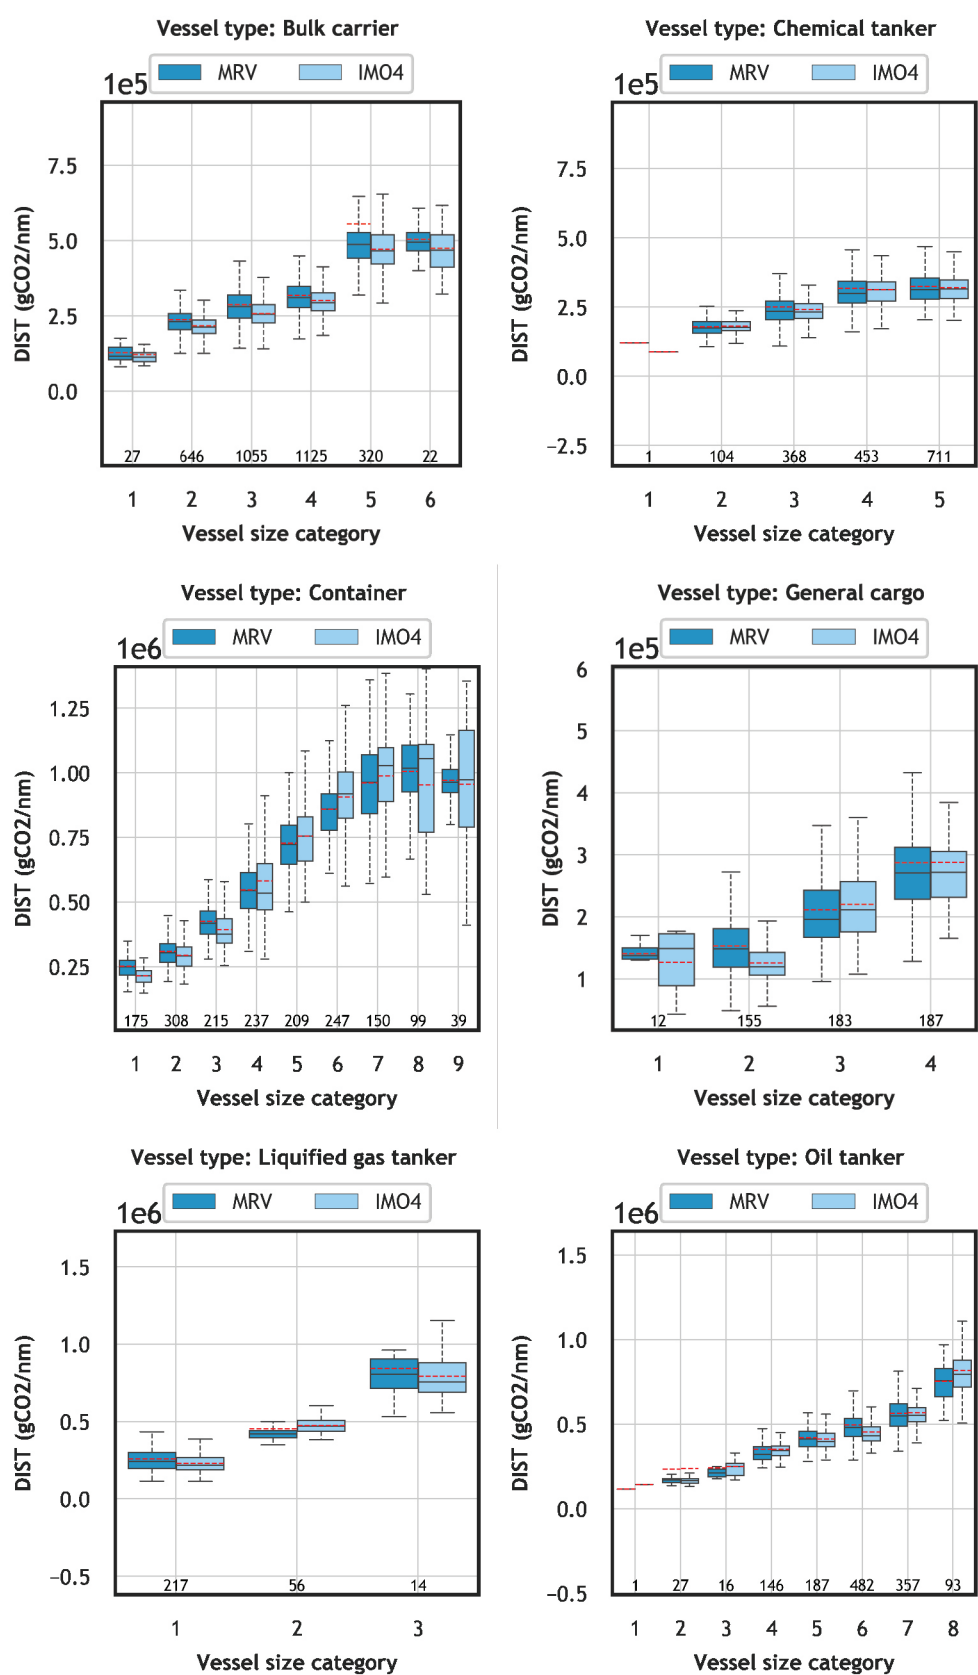 Vessel type: Bulk carrier
1e5
MRV IMO4
DIST (gCO2/nm)
7.5
5.0
2.5
0.0
27 646 1055 1125 320 22
1 2 3 4 5 6
Vessel size category
Vessel type: Chemical tanker
1e5
MRV IMO4
DIST (gCO2/nm)
7.5
5.0
2.5
0.0
−2.5
1 104 368 453 711
1 2 3 4 5
Vessel size category
Vessel type: Container
1e6
MRV IMO4
DIST (gCO2/nm)
1.25
1.00
0.75
0.50
0.25
175 308 215 237 209 247 150 99 39
1 2 3 4 5 6 7 8 9
Vessel size category
Vessel type: General cargo
1e5
MRV IMO4
DIST (gCO2/nm)
6
5
4
3
2
1
12 155 183 187
1 2 3 4
Vessel size category
Vessel type: Liquified gas tanker
1e6
MRV IMO4
DIST (gCO2/nm)
1.5
1.0
0.5
0.0
−0.5
217 56 14
1 2 3
Vessel size category
Vessel type: Oil tanker
1e6
MRV IMO4
DIST (gCO2/nm)
1.5
1.0
0.5
0.0
−0.5
1 27 16 146 187 482 357 93
1 2 3 4 5 6 7 8
Vessel size category